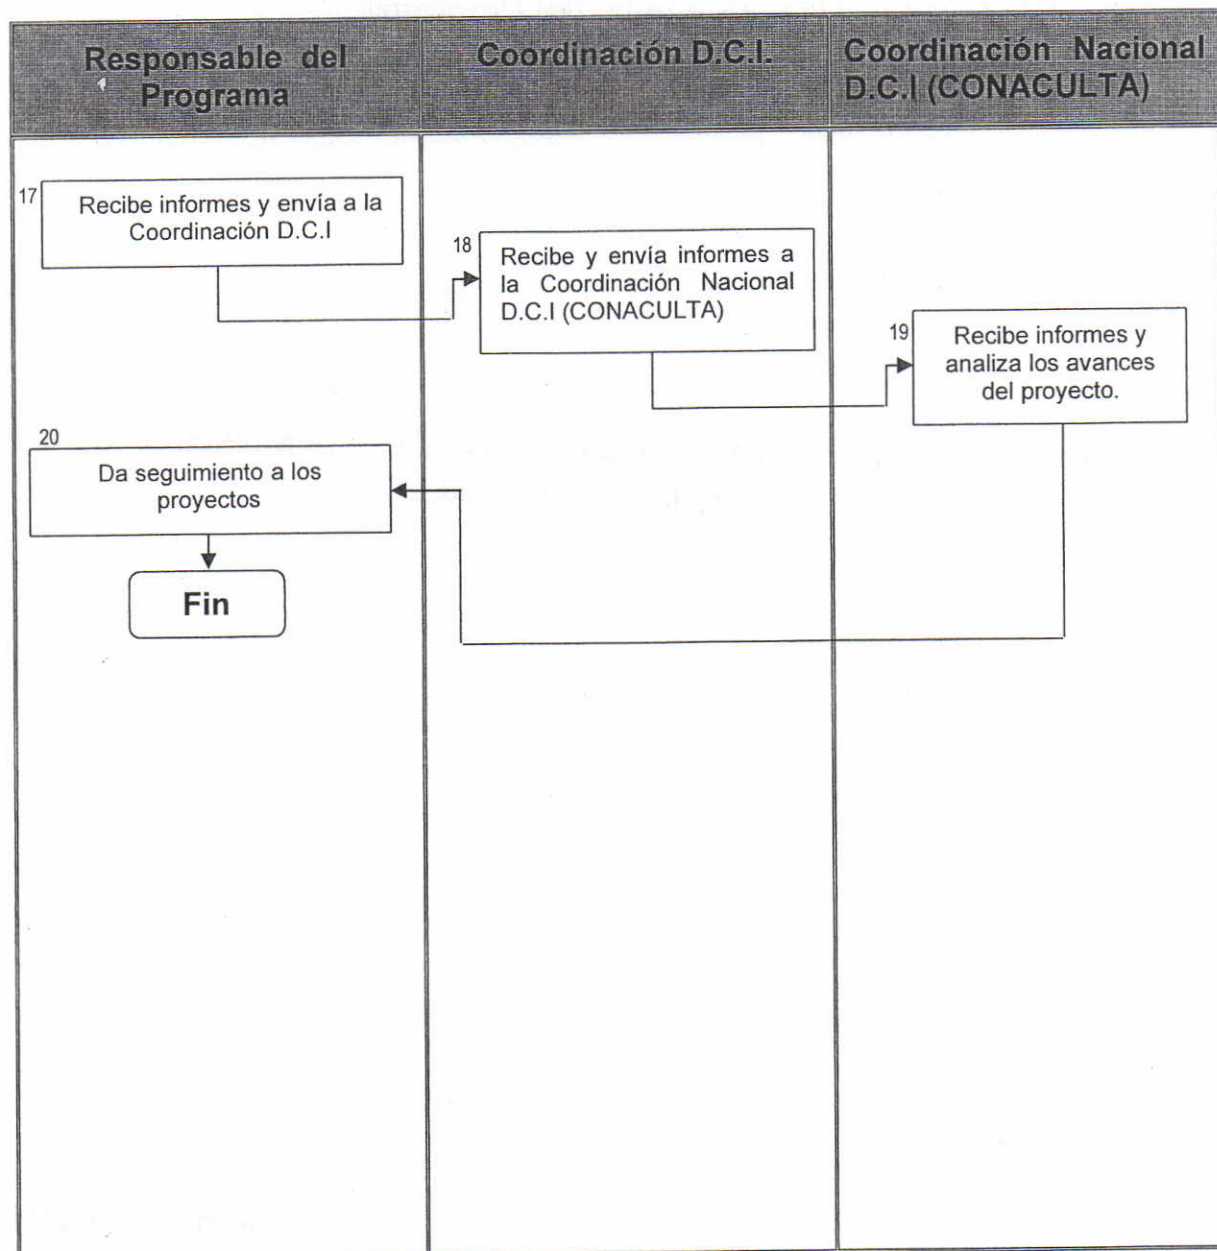 Responsable del
Programa
Coordinación D.C.I.
Coordinación Nacional
D.C.I (CONACULTA)
17
Recibe informes y envía a la
Coordinación D.C.I
18
Recibe y envía informes a
la Coordinación Nacional
D.C.I (CONACULTA)
19
Recibe informes y
analiza los avances
del proyecto.
20
Da seguimiento a los
proyectos
Fin